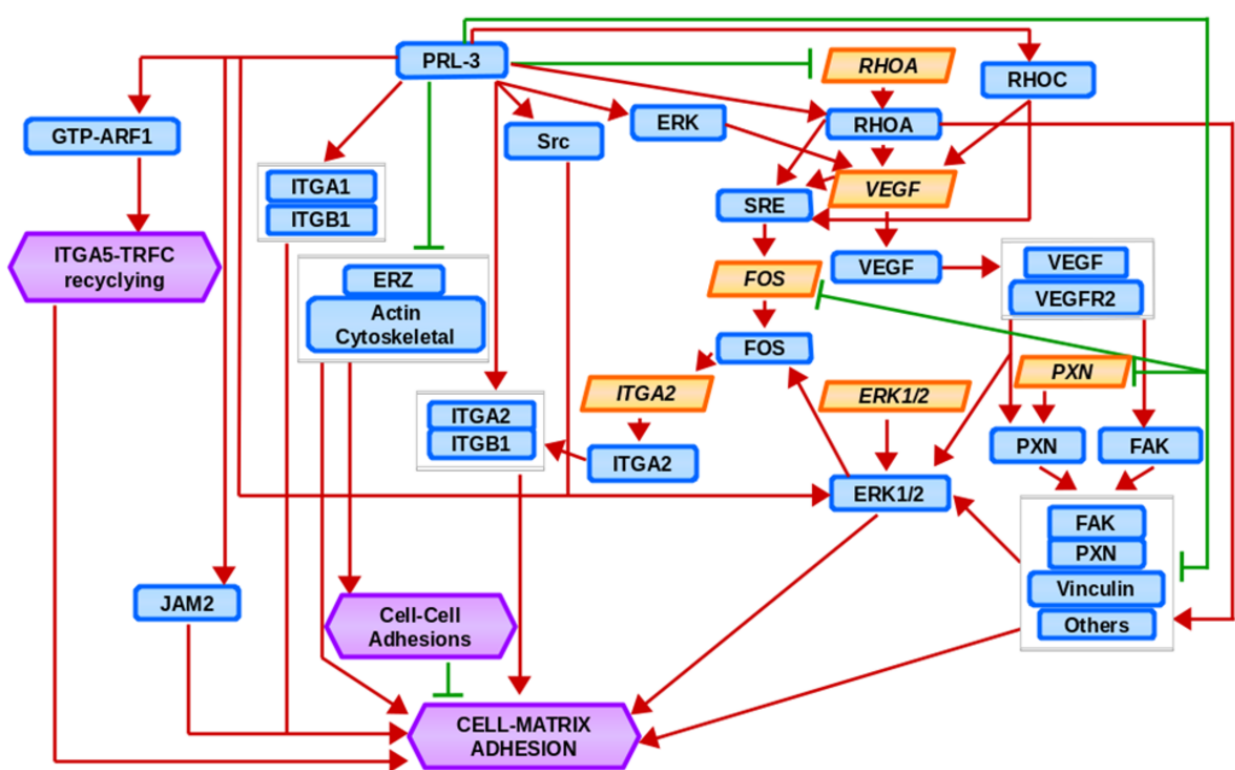 PRL-3
RHOA
RHOC
GTP-ARF1
Src
ERK
RHOA
ITGA1
ITGB1
VEGF
SRE
ITGA5-TRFC
recyclying
ERZ
Actin
Cytoskeletal
FOS
VEGF
VEGF
VEGFR2
FOS
PXN
ITGA2
ERK1/2
ITGA2
ITGB1
ITGA2
PXN
FAK
ERK1/2
FAK
PXN
Vinculin
Others
JAM2
Cell-Cell
Adhesions
CELL-MATRIX
ADHESION